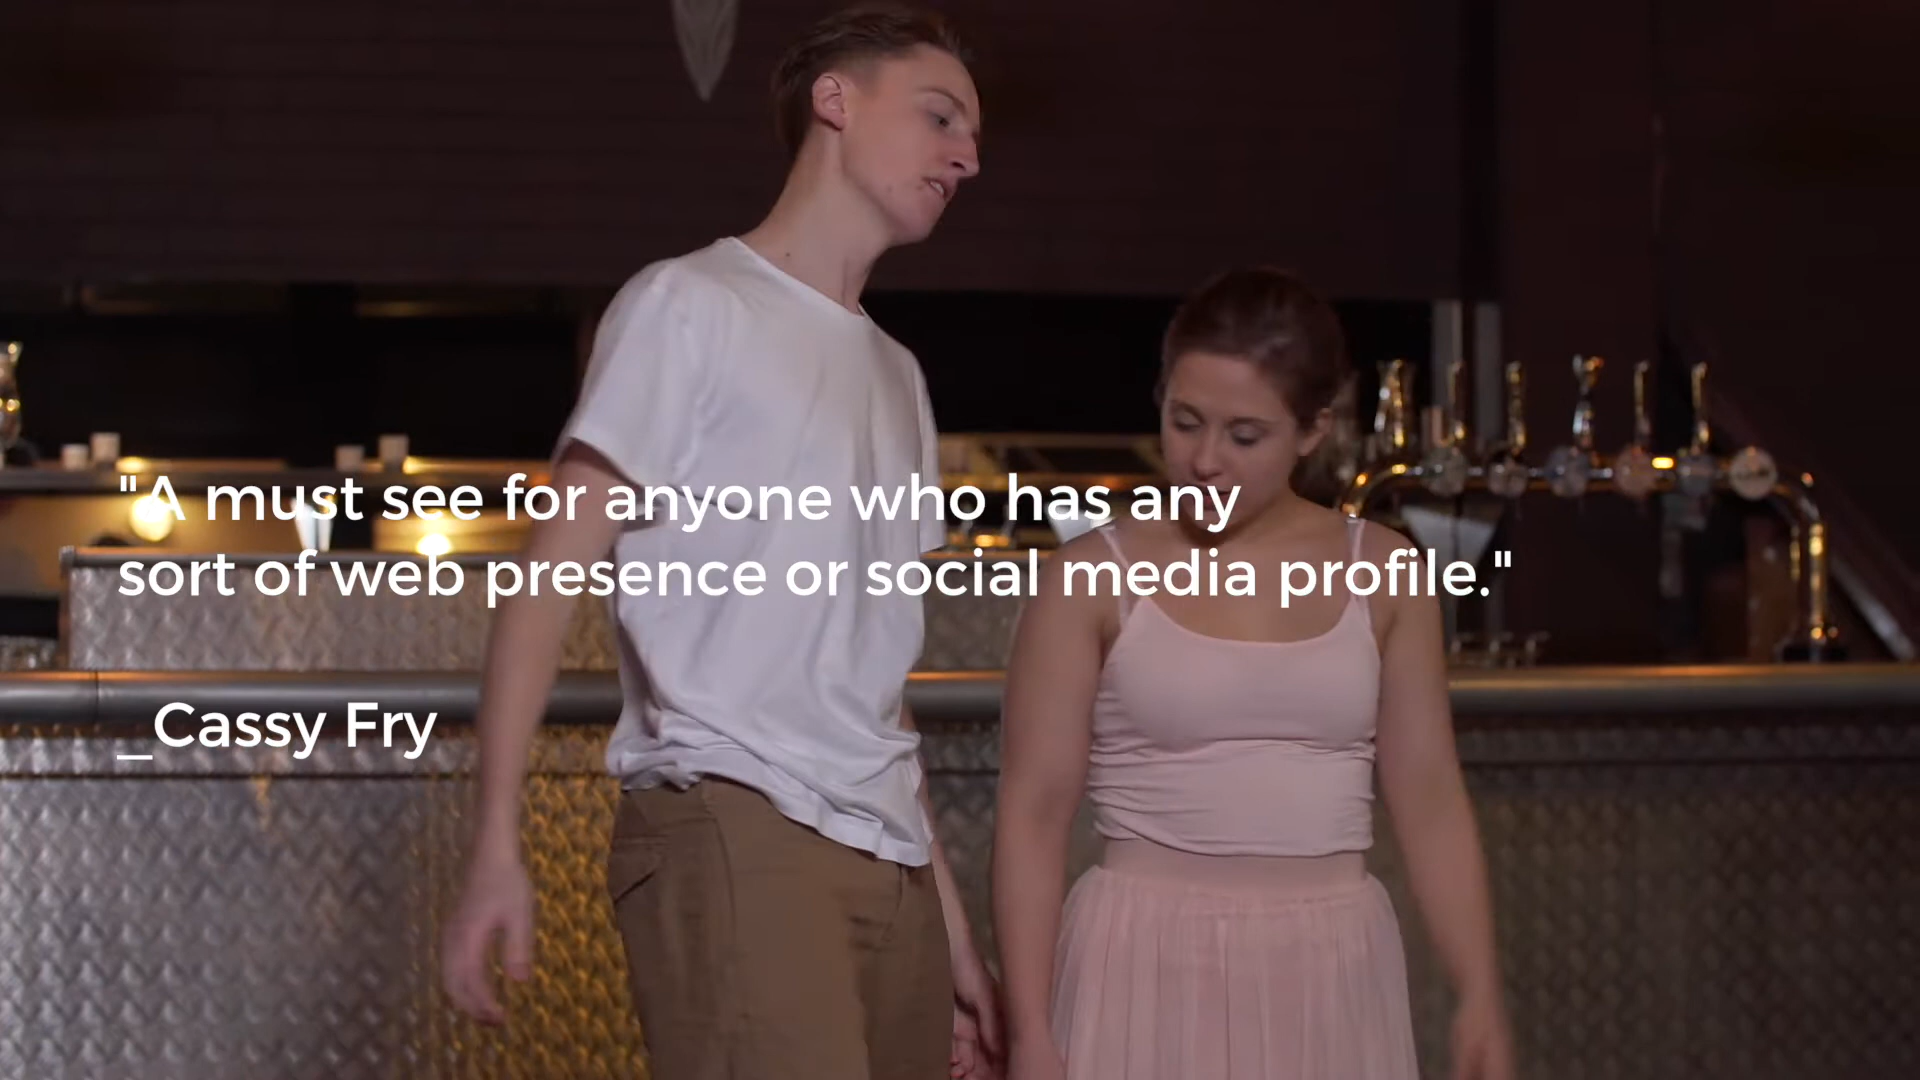 "A must see for anyone who has any
sort of web presence or social media profile."
_Cassy Fry